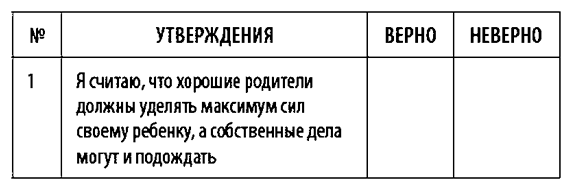 № УТВЕРЖДЕНИЯ ВЕРНО НЕВЕРНО
1 Я считаю, что хорошие родители
должны уделять максимум сил
своему ребенку, а собственные дела
могут и подождать